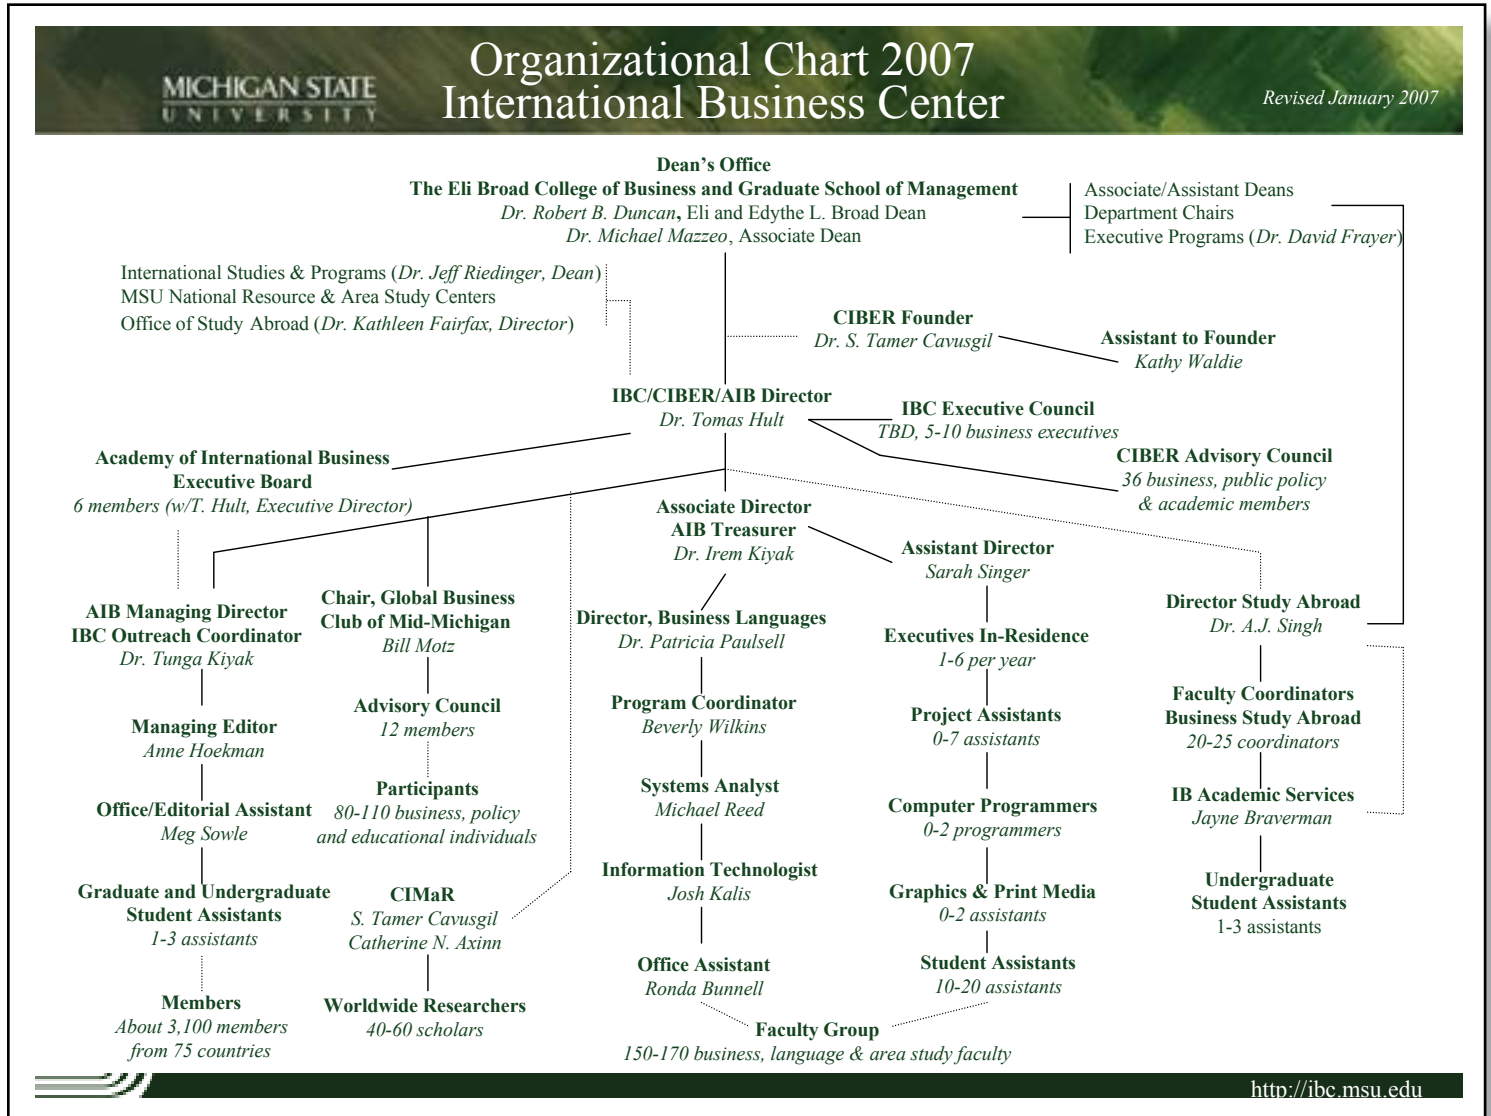 MICHIGAN STATE
UNIVERSITY
Organizational Chart 2007
International Business Center
Revised January 2007
Dean’s Office
The Eli Broad College of Business and Graduate School of Management
Dr. Robert B. Duncan, Eli and Edythe L. Broad Dean
Dr. Michael Mazzeo, Associate Dean
Associate/Assistant Deans
Department Chairs
Executive Programs (Dr. David Frayer)
International Studies & Programs (Dr. Jeff Riedinger, Dean)
MSU National Resource & Area Study Centers
Office of Study Abroad (Dr. Kathleen Fairfax, Director)
CIBER Founder
Dr. S. Tamer Cavusgil
Assistant to Founder
Kathy Waldie
IBC/CIBER/AIB Director
Dr. Tomas Hult
IBC Executive Council
TBD, 5-10 business executives
CIBER Advisory Council
36 business, public policy
& academic members
Academy of International Business
Executive Board
6 members (w/T. Hult, Executive Director)
Associate Director
AIB Treasurer
Dr. Irem Kiyak
Assistant Director
Sarah Singer
AIB Managing Director
IBC Outreach Coordinator
Dr. Tunga Kiyak
Managing Editor
Anne Hoekman
Office/Editorial Assistant
Meg Sowle
Graduate and Undergraduate
Student Assistants
1-3 assistants
Members
About 3,100 members
from 75 countries
Chair, Global Business
Club of Mid-Michigan
Bill Motz
Advisory Council
12 members
Participants
80-110 business, policy
and educational individuals
CIMaR
S. Tamer Cavusgil
Catherine N. Axinn
Worldwide Researchers
40-60 scholars
Director, Business Languages
Dr. Patricia Paulsell
Program Coordinator
Beverly Wilkins
Systems Analyst
Michael Reed
Information Technologist
Josh Kalis
Office Assistant
Ronda Bunnell
Executives In-Residence
1-6 per year
Project Assistants
0-7 assistants
Computer Programmers
0-2 programmers
Graphics & Print Media
0-2 assistants
Student Assistants
10-20 assistants
Faculty Group
150-170 business, language & area study faculty
Director Study Abroad
Dr. A.J. Singh
Faculty Coordinators
Business Study Abroad
20-25 coordinators
IB Academic Services
Jayne Braverman
Undergraduate
Student Assistants
1-3 assistants
http://ibc.msu.edu